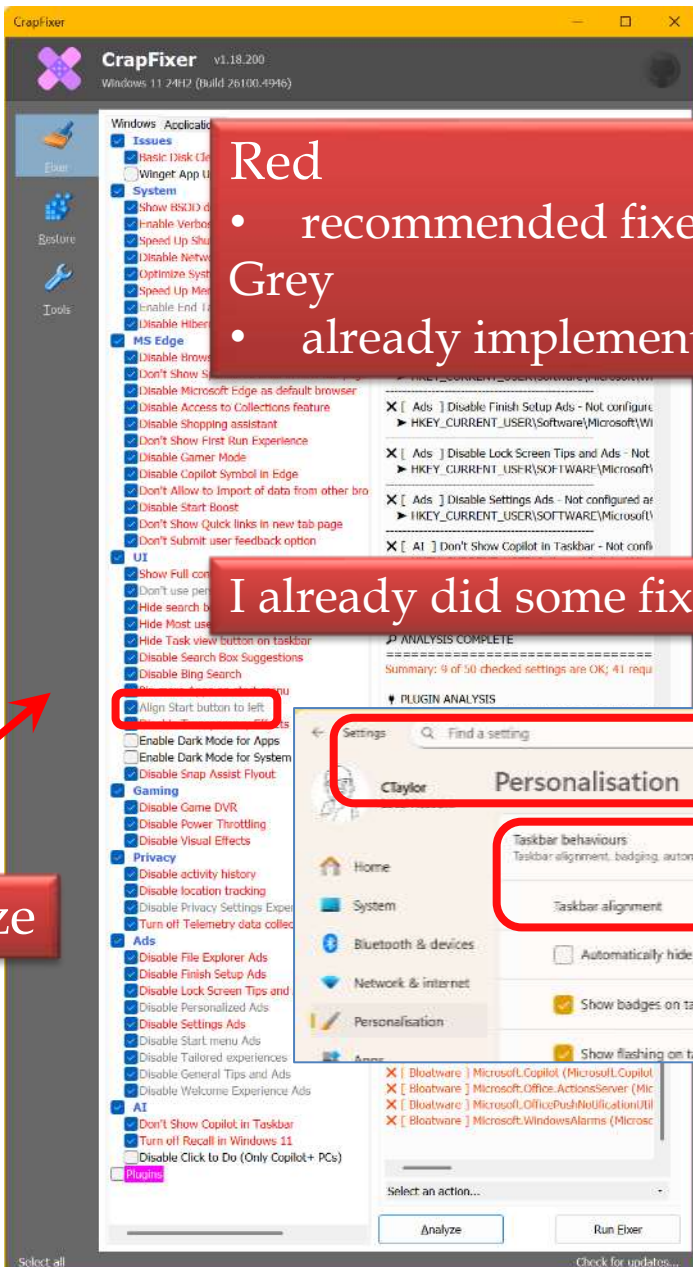 CrapFixer
CrapFixer v1.18.200
Windows 11 24H2 (Build 26100.4946)
Fixer
Restore
Tools
Windows Applicatio
Issues
Basic Disk Cle
Winget App U
System
Show BSOD d
Enable Verbos
Speed Up Shu
Disable Netwo
Optimize Syst
Speed Up Men
Enable End Ta
Disable Hiber
MS Edge
Disable Brows
Don't Show S
Disable Microsoft Edge as default browser
Disable Access to Collections feature
Disable Shopping assistant
Don't Show First Run Experience
Disable Gamer Mode
Disable Copilot Symbol in Edge
Don't Allow to Import of data from other bro
Disable Start Boost
Don't Show Quick links in new tab page
Don't Submit user feedback option
UI
Show Full con
Don't use per
Hide search b
Hide Most use
Hide Task view button on taskbar
Disable Search Box Suggestions
Disable Bing Search
Align Start button to left
Enable Dark Mode for Apps
Enable Dark Mode for System
Disable Snap Assist Flyout
Gaming
Disable Game DVR
Disable Power Throttling
Disable Visual Effects
Privacy
Disable activity history
Disable location tracking
Disable Privacy Settings Exper
Turn off Telemetry data collec
Ads
Disable File Explorer Ads
Disable Finish Setup Ads
Disable Lock Screen Tips and
Disable Personalized Ads
Disable Settings Ads
Disable Start menu Ads
Disable Tailored experiences
Disable General Tips and Ads
Disable Welcome Experience Ads
AI
Don't Show Copilot in Taskbar
Turn off Recall in Windows 11
Disable Click to Do (Only Copilot+ PCs)
Plugins
Red
• recommended fixe
Grey
• already implement
X [ Ads ] Disable Finish Setup Ads - Not configure
➤ HKEY_CURRENT_USER\Software\Microsoft\Wi
X [ Ads ] Disable Lock Screen Tips and Ads - Not
➤ HKEY_CURRENT_USER\SOFTWARE\Microsoft\
X [ Ads ] Disable Settings Ads - Not configured as
➤ HKEY_CURRENT_USER\SOFTWARE\Microsoft\
X [ AI ] Don't Show Copilot in Taskbar - Not confi
I already did some fix
ANALYSIS COMPLETE
Summary: 9 of 50 checked settings are OK; 41 requ
PLUGIN ANALYSIS
ze
← Settings
Find a setting
CTaylor
Personalisation
Home
System
Bluetooth & devices
Network & internet
Personalisation
Apps
Taskbar behaviours
Taskbar alignment, badging, autom
Taskbar alignment
Automatically hide
Show badges on ta
Show flashing on ta
X [ Bloatware ] Microsoft.Copilot (Microsoft.Copilot
X [ Bloatware ] Microsoft.Office.ActionsServer (Mic
X [ Bloatware ] Microsoft.OfficePushNotificationUtil
X [ Bloatware ] Microsoft.WindowsAlarms (Microsc
Select an action...
Analyze
Run Fixer
Select all
Check for updates...